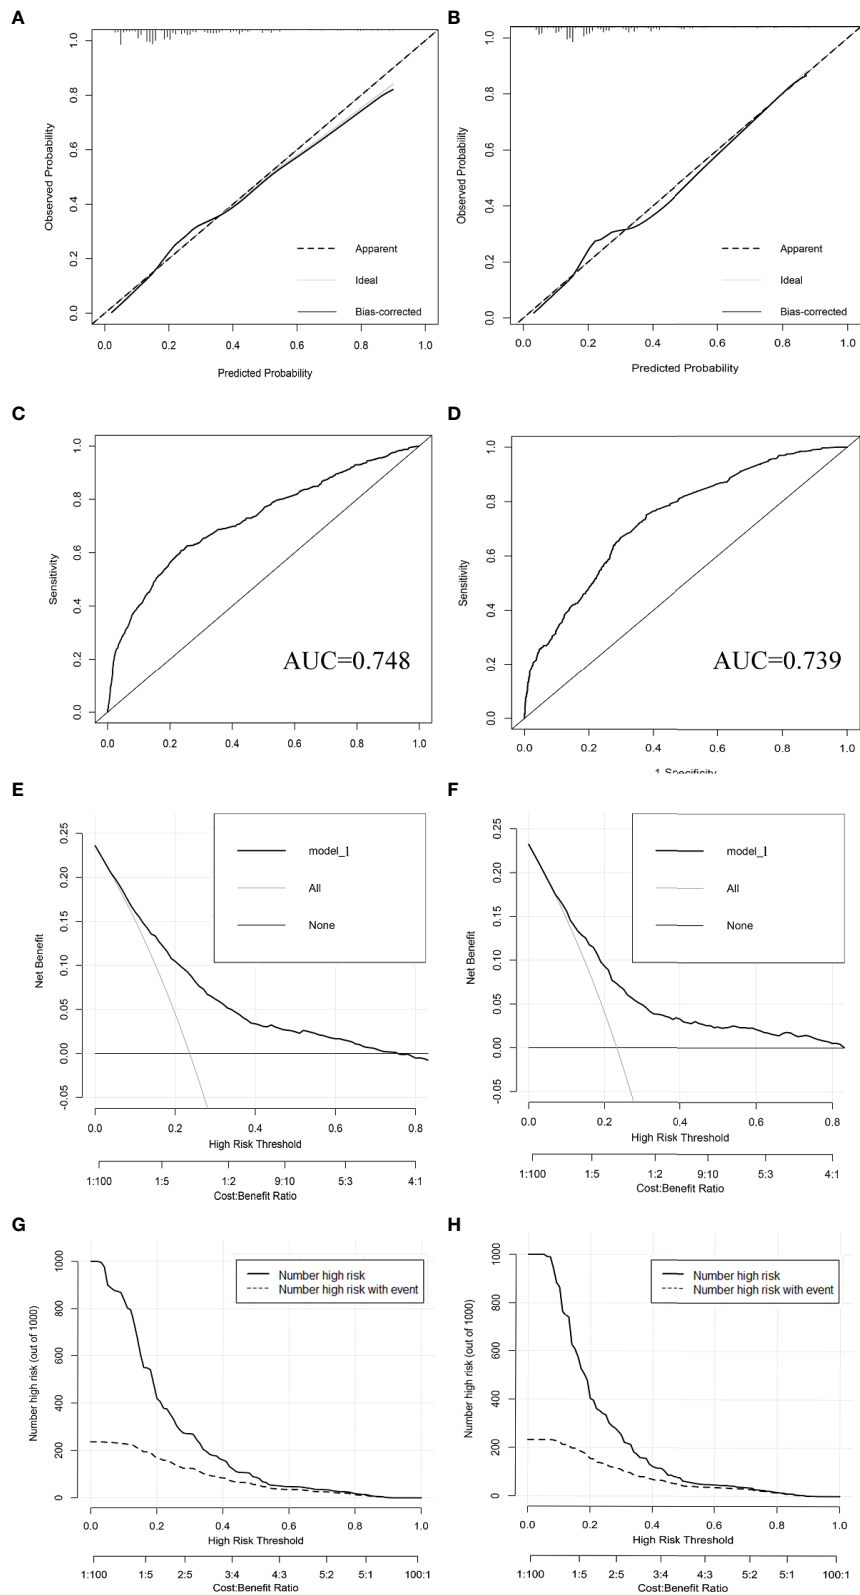 A
Observed Probability
1.0
0.8
0.6
0.4
0.2
0.0
Apparent
Ideal
Bias-corrected
0.0 0.2 0.4 0.6 0.8 1.0
Predicted Probability
B
Observed Probability
1.0
0.8
0.6
0.4
0.2
0.0
Apparent
Ideal
Bias-corrected
0.0 0.2 0.4 0.6 0.8 1.0
Predicted Probability
C
Sensitivity
1.0
0.8
0.6
0.4
0.2
0.0
AUC=0.748
0.0 0.2 0.4 0.6 0.8 1.0
D
Sensitivity
1.0
0.8
0.6
0.4
0.2
0.0
AUC=0.739
0.0 0.2 0.4 0.6 0.8 1.0
1 Specificity
E
Net Benefit
0.25
0.20
0.15
0.10
0.05
0.00
-0.05
model_1
All
None
0.0 0.2 0.4 0.6 0.8
High Risk Threshold
1:100 1:5 1:2 9:10 5:3 4:1
Cost:Benefit Ratio
F
Net Benefit
0.25
0.20
0.15
0.10
0.05
0.00
-0.05
model_1
All
None
0.0 0.2 0.4 0.6 0.8
High Risk Threshold
1:100 1:5 1:2 9:10 5:3 4:1
Cost:Benefit Ratio
G
Number high risk (out of 1000)
1000
800
600
400
200
0
Number high risk
Number high risk with event
0.0 0.2 0.4 0.6 0.8 1.0
High Risk Threshold
1:100 1:5 2:5 3:4 4:3 5:2 5:1 100:1
Cost:Benefit Ratio
H
Number high risk (out of 1000)
1000
800
600
400
200
0
Number high risk
Number high risk with event
0.0 0.2 0.4 0.6 0.8 1.0
High Risk Threshold
1:100 1:5 2:5 3:4 4:3 5:2 5:1 100:1
Cost:Benefit Ratio